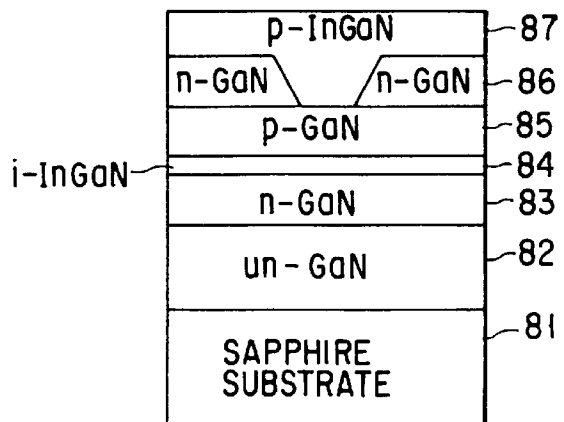 p-InGaN 87
n-GaN n-GaN 86
p-GaN 85
i-InGaN 84
n-GaN 83
un-GaN 82
81
SAPPHIRE
SUBSTRATE